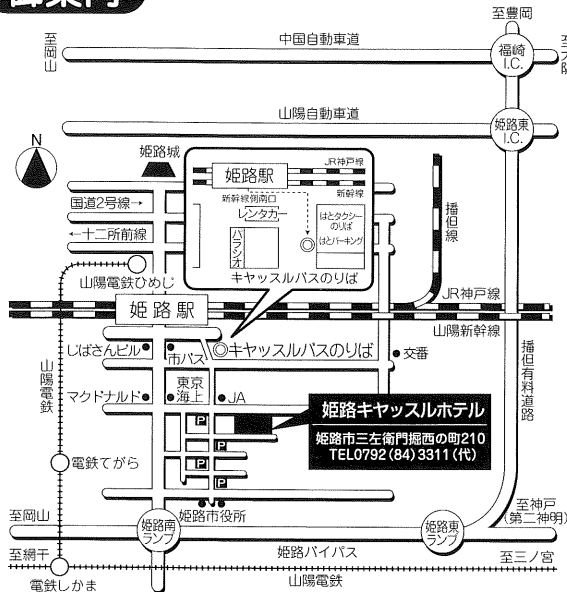 御案内
至豊岡
至岡山
中国自動車道
福崎
I.C.
至大阪
山陽自動車道
姫路東
I.C.
N
姫路城
国道2号線→
←十二所前線
山陽電鉄ひめじ
姫路駅
JR神戸線
新幹線
新幹線側南口
レンタカー
パラシオ
はとタクシー
のりば
はとパーキング
キャッスルバスのりば
播但線
JR神戸線
姫路駅
山陽新幹線
じばさんビル
市バス
キャッスルバスのりば
交番
播但有料道路
山陽電鉄
マクドナルド
東京
海上
JA
姫路キャッスルホテル
姫路市三左衛門堀西の町210
TEL0792(84)3311(代)
P
P
P
電鉄てがら
姫路市役所
至岡山
姫路南
ランプ
姫路東
ランプ
至神戸
(第二神明)
姫路バイパス
至網干
至三ノ宮
電鉄しかま
山陽電鉄